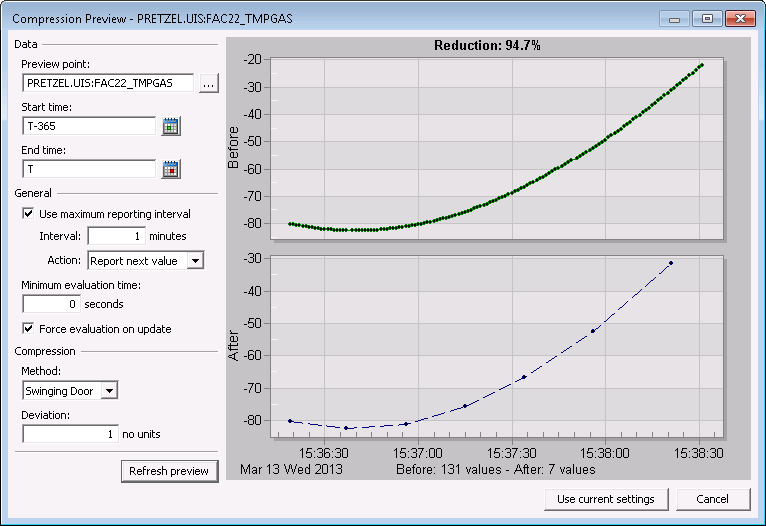 Compression Preview - PRETZEL.UIS:FAC22_TMPGAS
Data
Preview point:
PRETZEL.UIS:FAC22_TMPGAS
...
Start time:
T-365
End time:
T
General
Use maximum reporting interval
Interval: 1 minutes
Action: Report next value
Minimum evaluation time:
0 seconds
Force evaluation on update
Compression
Method:
Swinging Door
Deviation:
1 no units
Refresh preview
Reduction: 94.7%
Before
-20
-30
-40
-50
-60
-70
-80
After
-30
-40
-50
-60
-70
-80
15:36:30 15:37:00 15:37:30 15:38:00 15:38:30
Mar 13 Wed 2013 Before: 131 values - After: 7 values
Use current settings
Cancel